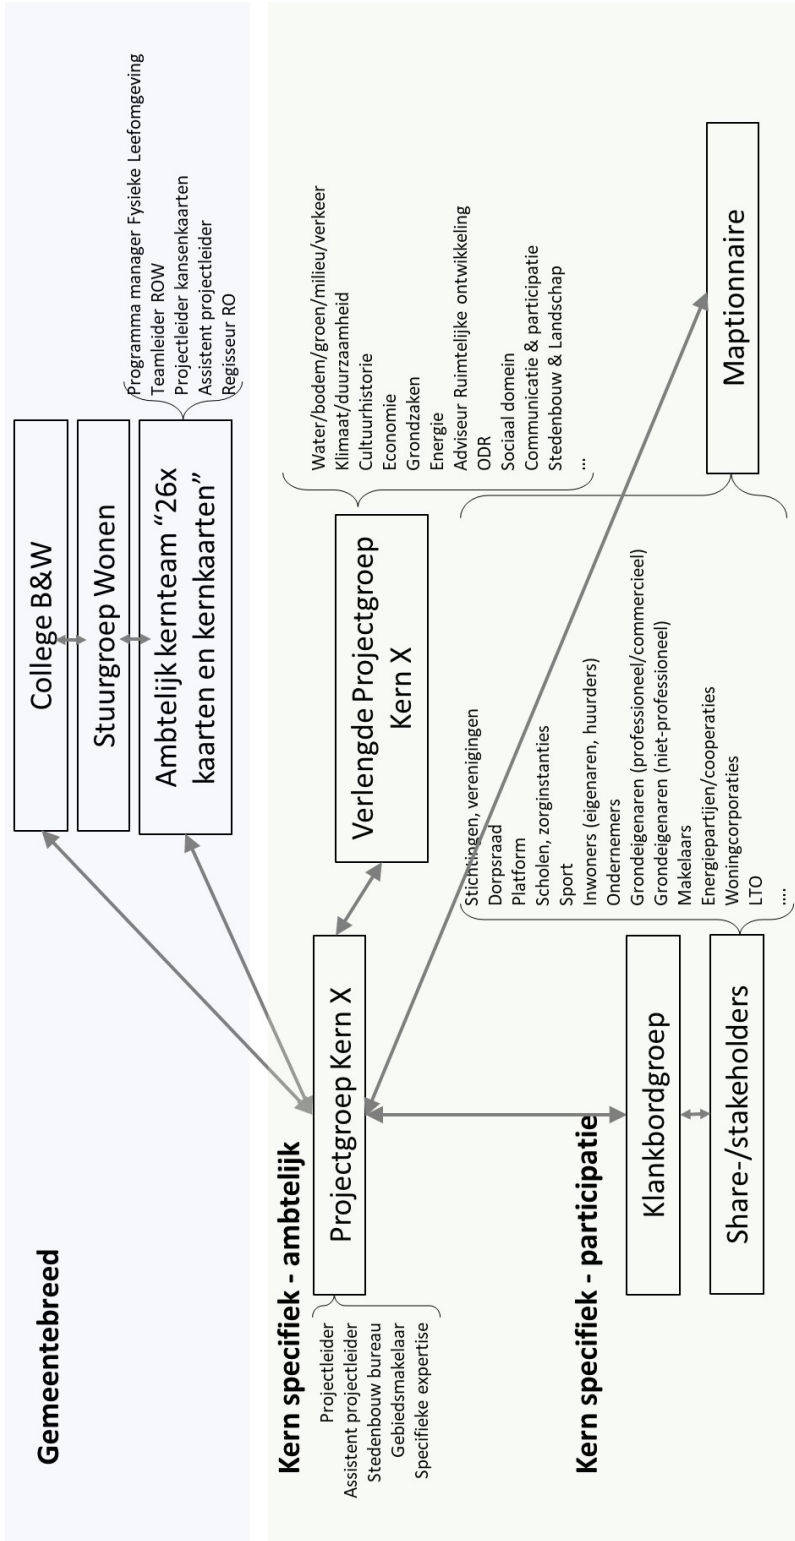 Gemeentebreed
College B&W
Stuurgroep Wonen
Ambtelijk kernteam “26x
kaarten en kernkaarten”
Programma manager Fysieke Leefomgeving
Teamleider ROW
Projectleider kansenkaarten
Assistent projectleider
Regisseur RO
Kern specifiek - ambtelijk
Projectleider
Assistent projectleider
Stedenbouw bureau
Gebiedsmakelaar
Specifieke expertise
Projectgroep Kern X
Verlengde Projectgroep
Kern X
Water/bodem/groen/milieu/verkeer
Klimaat/duurzaamheid
Cultuurhistorie
Economie
Grondzaken
Energie
Adviseur Ruimtelijke ontwikkeling
ODR
Sociaal domein
Communicatie & participatie
Stedenbouw & Landschap
...
Kern specifiek - participatie
Klankbordgroep
Share-/stakeholders
Stichtingen, verenigingen
Dorpsraad
Platform
Scholen, zorginstanties
Sport
Inwoners (eigenaren, huurders)
Ondernemers
Grondeigenaren (professioneel/commercieel)
Grondeigenaren (niet-professioneel)
Makelaars
Energiepartijen/cooperaties
Woningcorporaties
LTO
....
Maptionnaire